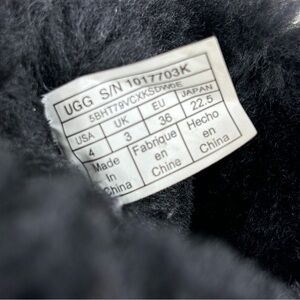 UGG S/N 1017703K
5BHT79VCXKSDW0E
USA UK EU JAPAN
4 3 36 22.5
Made Fabrique Hecho
In en en
China Chine China